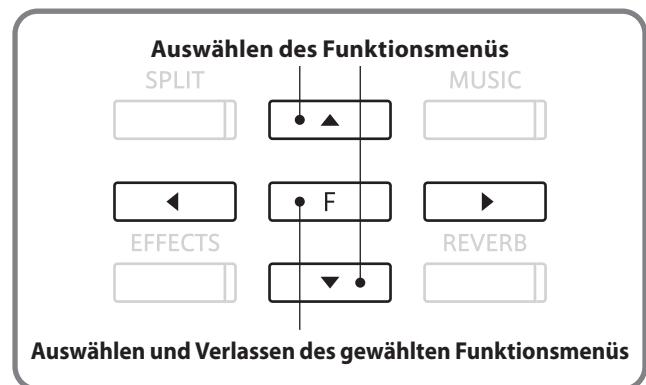 Auswählen des Funktionsmenüs
SPLIT
MUSIC
F
EFFECTS
REVERB
Auswählen und Verlassen des gewählten Funktionsmenüs